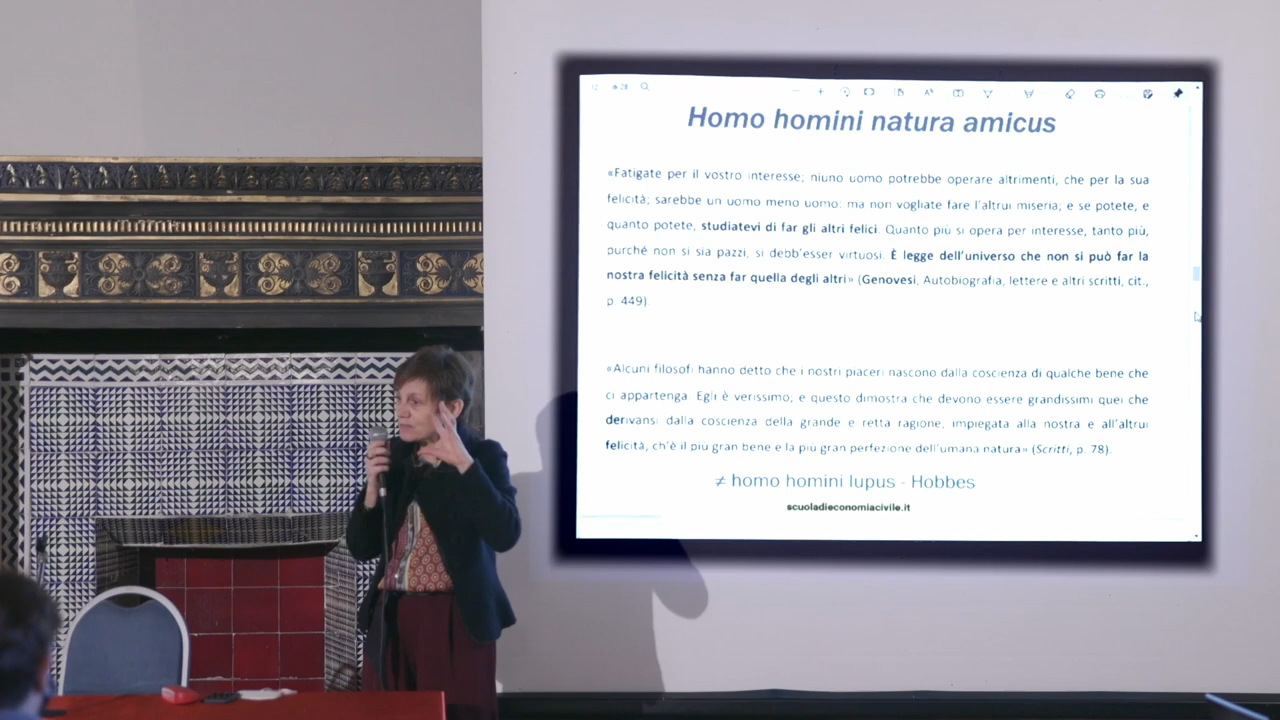 12 di 28
Homo homini natura amicus
«Fatigate per il vostro interesse; niuno uomo potrebbe operare altrimenti, che per la sua
felicità; sarebbe un uomo meno uomo: ma non vogliate fare l'altrui miseria; e se potete, e
quanto potete, studiatevi di far gli altri felici. Quanto più si opera per interesse, tanto più,
purché non si sia pazzi, si debb'esser virtuosi. È legge dell'universo che non si può far la
nostra felicità senza far quella degli altri» (Genovesi, Autobiografia, lettere e altri scritti, cit.,
p. 449).
«Alcuni filosofi hanno detto che i nostri piaceri nascono dalla coscienza di qualche bene che
ci appartenga. Egli è verissimo; e questo dimostra che devono essere grandissimi quei che
derivansi dalla coscienza della grande e retta ragione, impiegata alla nostra e all'altrui
felicità, ch'è il più gran bene e la più gran perfezione dell'umana natura» (Scritti, p. 78).
≠ homo homini lupus - Hobbes
scuoladieconomiacivile.it